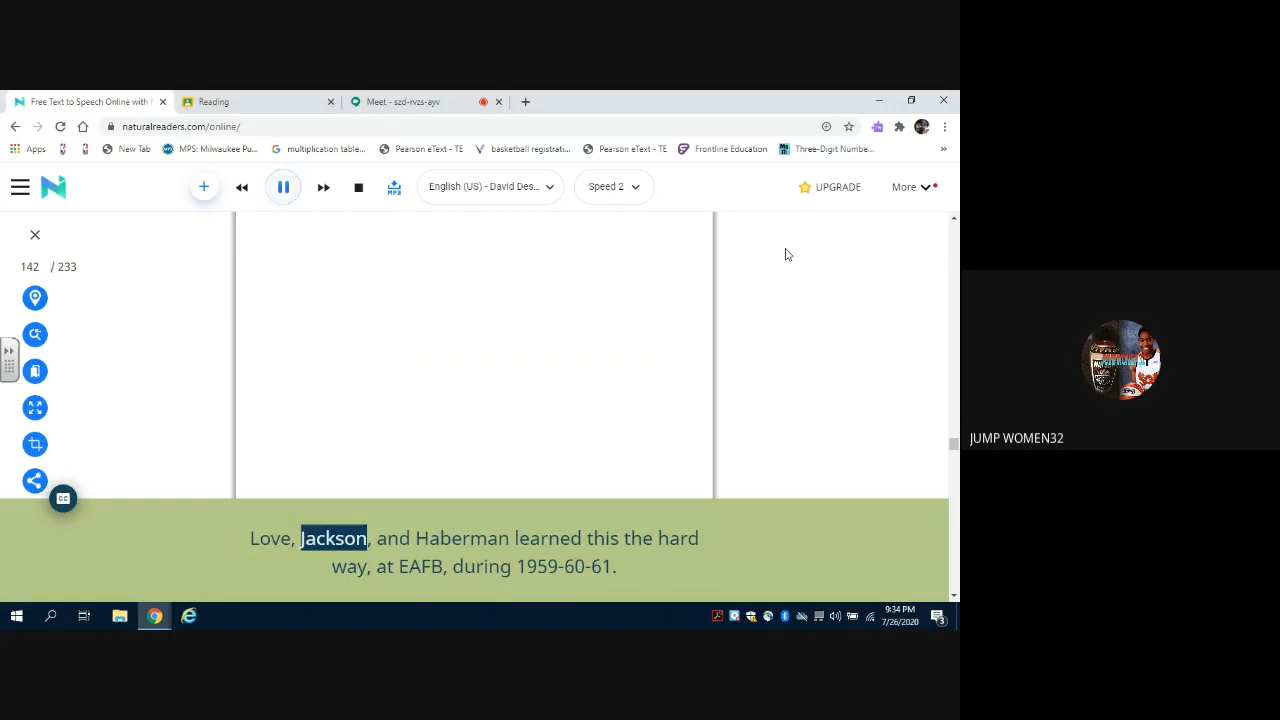 Free Text to Speech Online with
Reading
Meet - szd-rvzs-ayv
naturalreaders.com/online/
Apps
New Tab
MPS: Milwaukee Pu...
multiplication table...
Pearson eText - TE
basketball registrati...
Pearson eText - TE
Frontline Education
Three-Digit Numbe...
MP3
English (US) - David Des...
Speed 2
UPGRADE
More
142 / 233
CC
Love, Jackson, and Haberman learned this the hard
way, at EAFB, during 1959-60-61.
JUMP WOMEN32
9:34 PM
7/26/2020
3